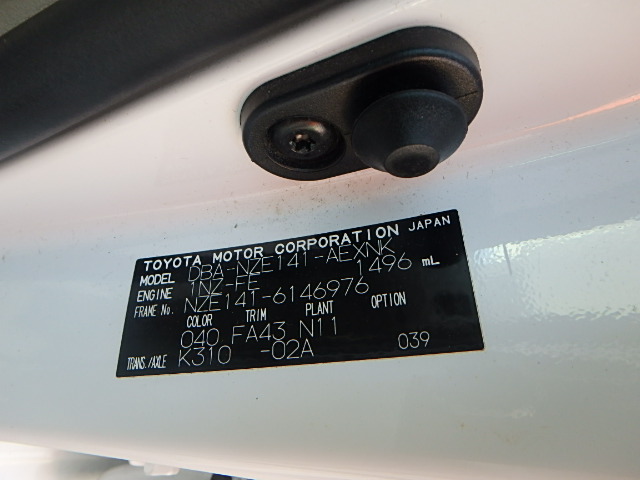 TOYOTA MOTOR CORPORATION JAPAN
MODEL DBA-NZE141-AEXNK
ENGINE 1NZ-FE 1496 mL
FRAME No. NZE141-6146976
COLOR TRIM PLANT OPTION
040 FA43 N11
TRANS./AXLE K310 -02A 039